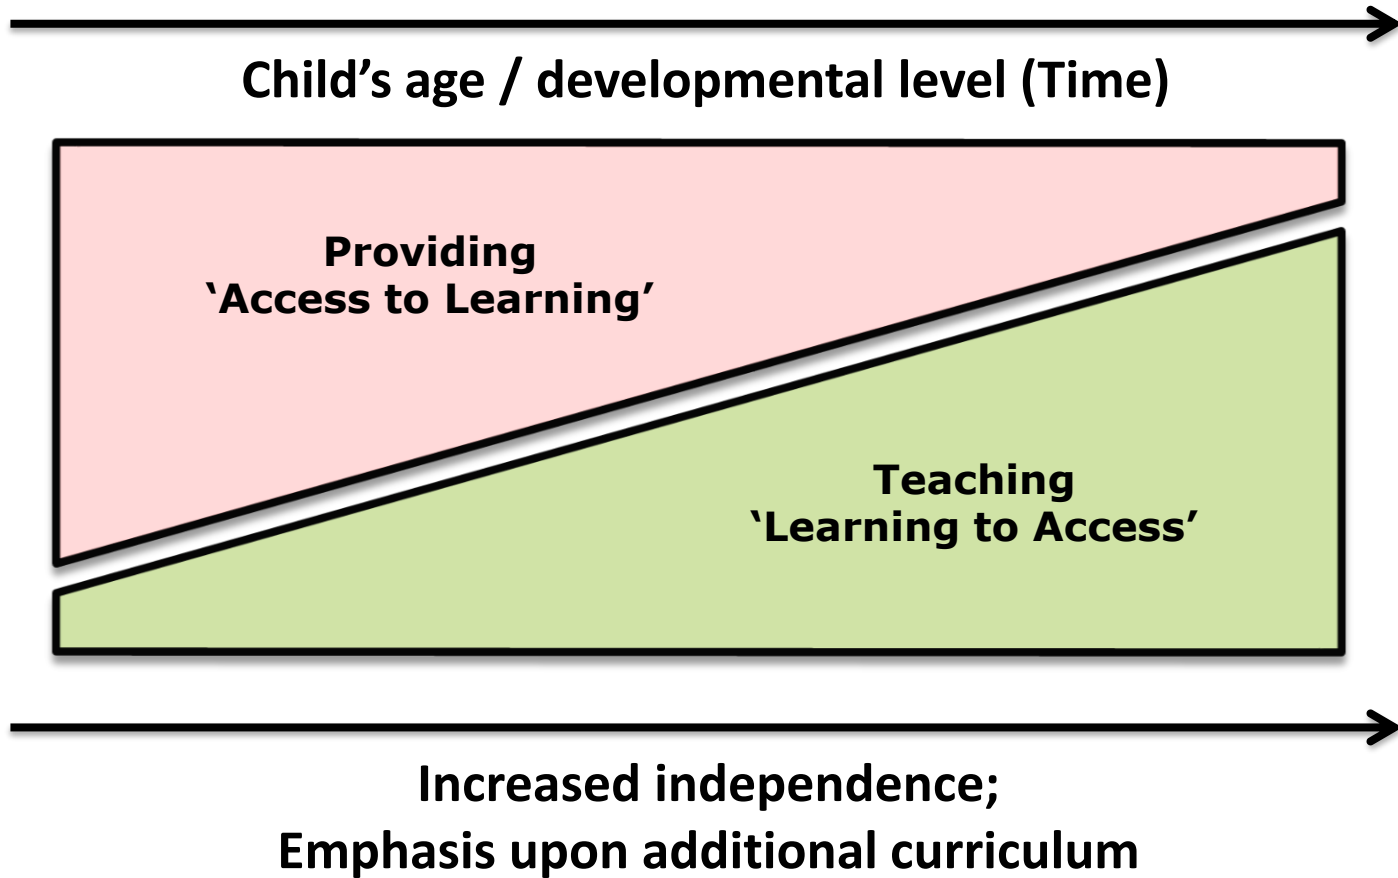 Child’s age / developmental level (Time)
Providing
‘Access to Learning’
Teaching
‘Learning to Access’
Increased independence;
Emphasis upon additional curriculum